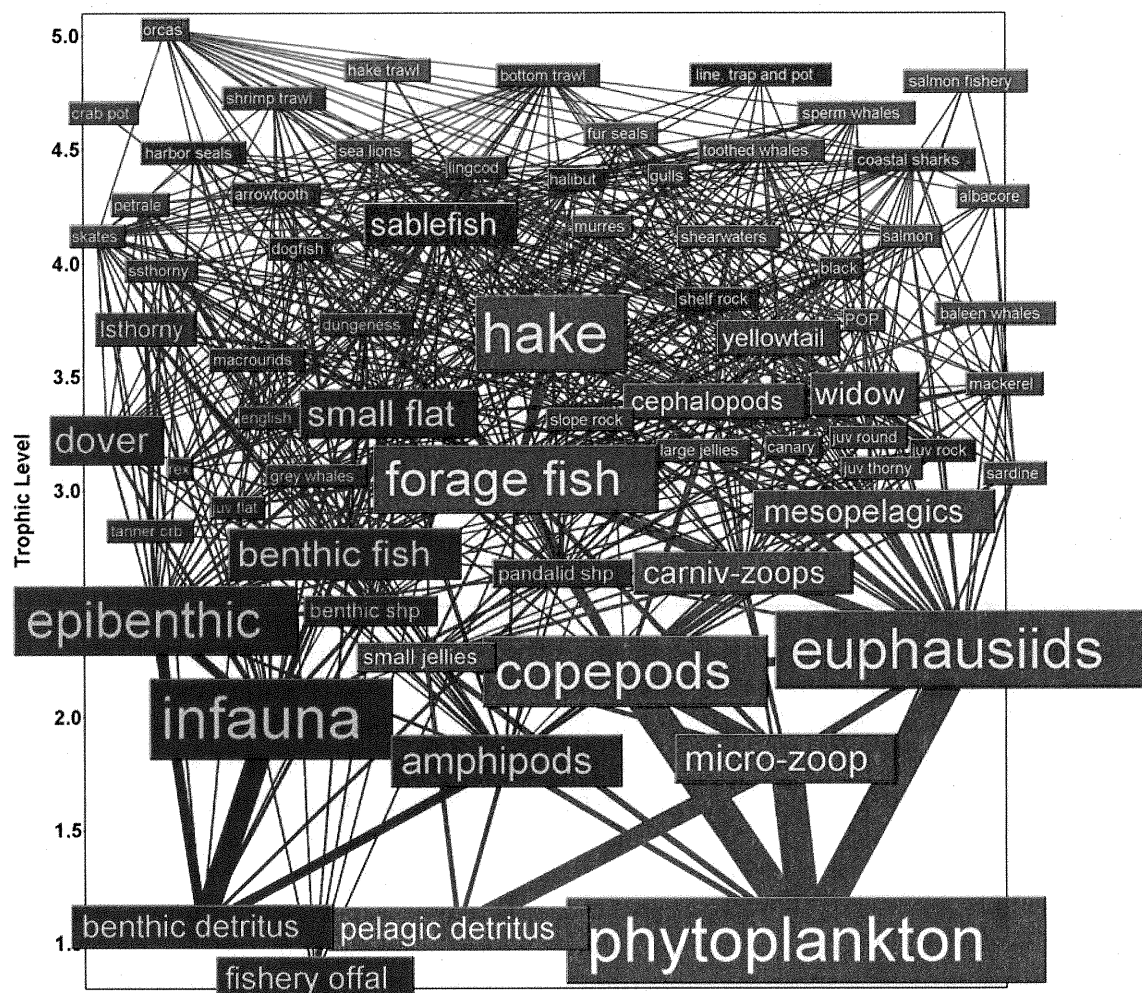 5.0
orcas
hake trawl
bottom trawl
line, trap and pot
salmon fishery
crab pot
shrimp trawl
sperm whales
fur seals
4.5
harbor seals
sea lions
lingcod
toothed whales
coastal sharks
halibut
gulls
petrale
arrowtooth
albacore
skates
sablefish
murres
shearwaters
salmon
4.0
ssthorny
dogfish
black
lsthorny
dungeness
hake
shelf rock
yellowtail
POP
baleen whales
macrourids
3.5
english
small flat
slope rock
cephalopods
widow
mackerel
dover
rex
grey whales
forage fish
large jellies
canary
juv round
juv rock
juv thorny
sardine
Trophic Level
3.0
juv flat
mesopelagics
tanner crb
benthic fish
pandalid shp
carniv-zoops
2.5
epibenthic
benthic shp
small jellies
copepods
euphausiids
2.0
infauna
amphipods
micro-zoop
1.5
benthic detritus
pelagic detritus
phytoplankton
fishery offal